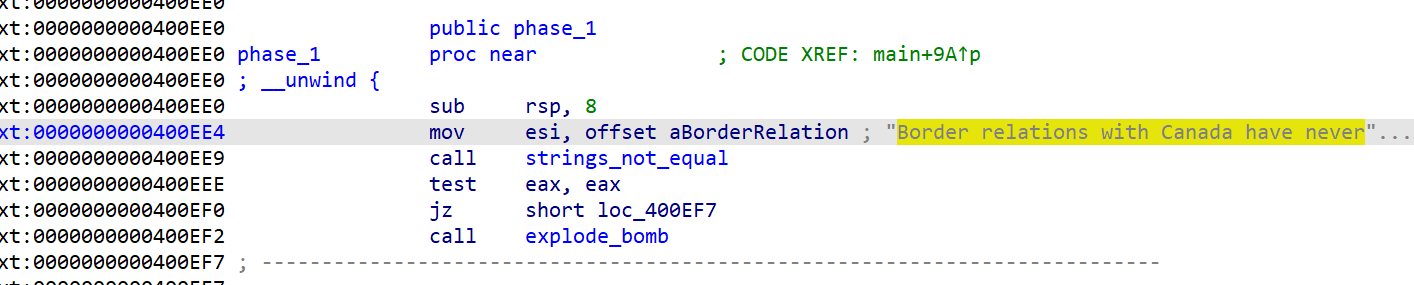 xt:0000000000400EE0
xt:0000000000400EE0 public phase_1
xt:0000000000400EE0 phase_1 proc near ; CODE XREF: main+9A↑p
xt:0000000000400EE0 ; __unwind {
xt:0000000000400EE0 sub rsp, 8
xt:0000000000400EE4 mov esi, offset aBorderRelation ; "Border relations with Canada have never"...
xt:0000000000400EE9 call strings_not_equal
xt:0000000000400EEE test eax, eax
xt:0000000000400EF0 jz short loc_400EF7
xt:0000000000400EF2 call explode_bomb
xt:0000000000400EF7 ; ---------------------------------------------------------------------------